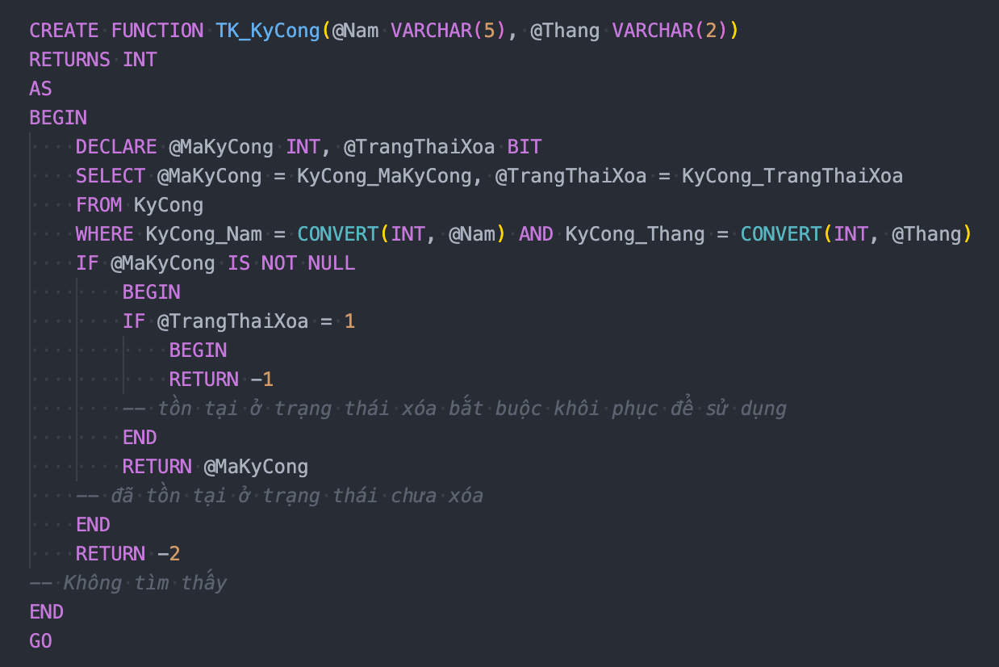 CREATE FUNCTION TK_KyCong(@Nam VARCHAR(5), @Thang VARCHAR(2))
RETURNS INT
AS
BEGIN
    DECLARE @MaKyCong INT, @TrangThaiXoa BIT
    SELECT @MaKyCong = KyCong_MaKyCong, @TrangThaiXoa = KyCong_TrangThaiXoa
    FROM KyCong
    WHERE KyCong_Nam = CONVERT(INT, @Nam) AND KyCong_Thang = CONVERT(INT, @Thang)
    IF @MaKyCong IS NOT NULL
        BEGIN
        IF @TrangThaiXoa = 1
            BEGIN
            RETURN -1
        -- tồn tại ở trạng thái xóa bắt buộc khôi phục để sử dụng
        END
        RETURN @MaKyCong
    -- đã tồn tại ở trạng thái chưa xóa
    END
    RETURN -2
-- Không tìm thấy
END
GO